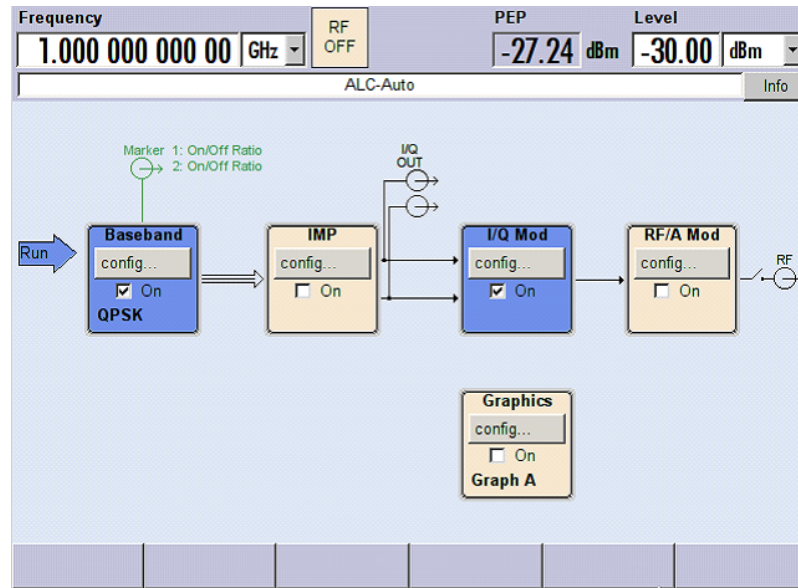 Frequency RF OFF PEP Level
1.000 000 000 00 GHz -27.24 dBm -30.00 dBm
ALC-Auto Info
Marker 1: On/Off Ratio
2: On/Off Ratio
I/Q
OUT
Run
Baseband IMP I/Q Mod RF/A Mod
config... config... config... config...
On On On On
QPSK
RF
Graphics
config...
On
Graph A